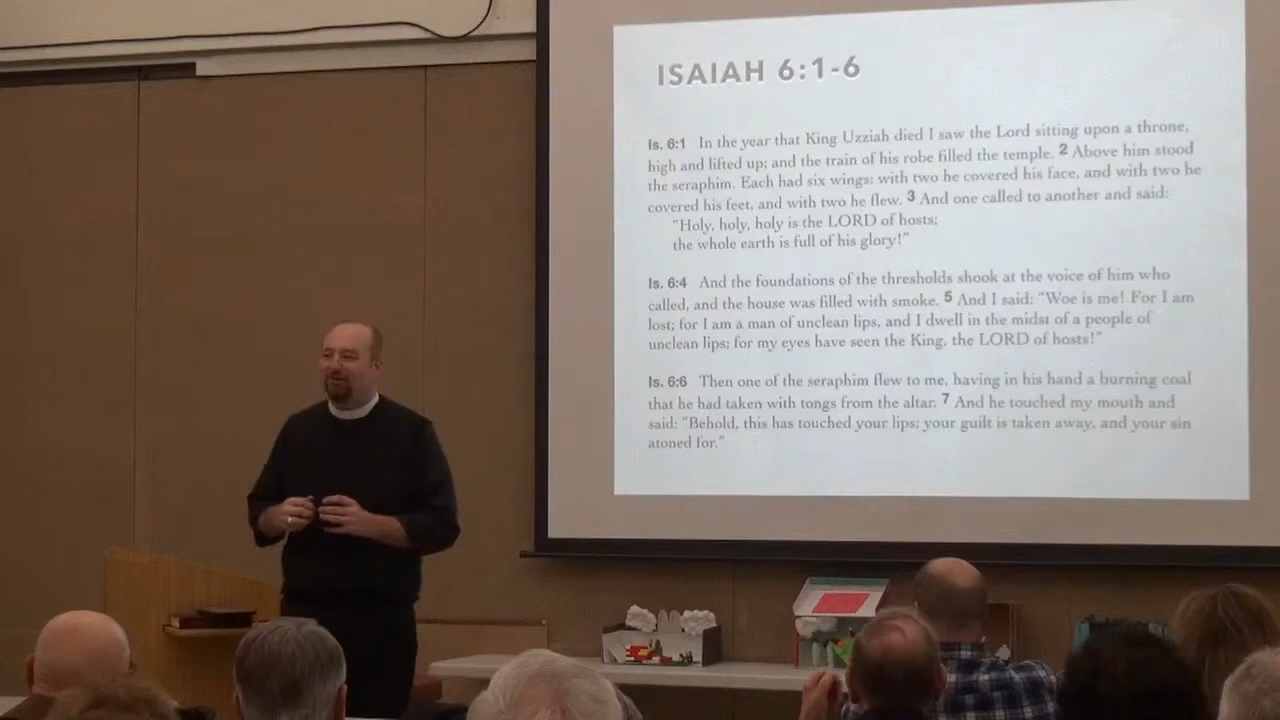 ISAIAH 6:1-6
Is. 6:1 In the year that King Uzziah died I saw the Lord sitting upon a throne,
high and lifted up; and the train of his robe filled the temple. 2 Above him stood
the seraphim. Each had six wings: with two he covered his face, and with two he
covered his feet, and with two he flew. 3 And one called to another and said:
“Holy, holy, holy is the LORD of hosts;
the whole earth is full of his glory!”
Is. 6:4 And the foundations of the thresholds shook at the voice of him who
called, and the house was filled with smoke. 5 And I said: “Woe is me! For I am
lost; for I am a man of unclean lips, and I dwell in the midst of a people of
unclean lips; for my eyes have seen the King, the LORD of hosts!”
Is. 6:6 Then one of the seraphim flew to me, having in his hand a burning coal
that he had taken with tongs from the altar. 7 And he touched my mouth and
said: “Behold, this has touched your lips; your guilt is taken away, and your sin
atoned for.”